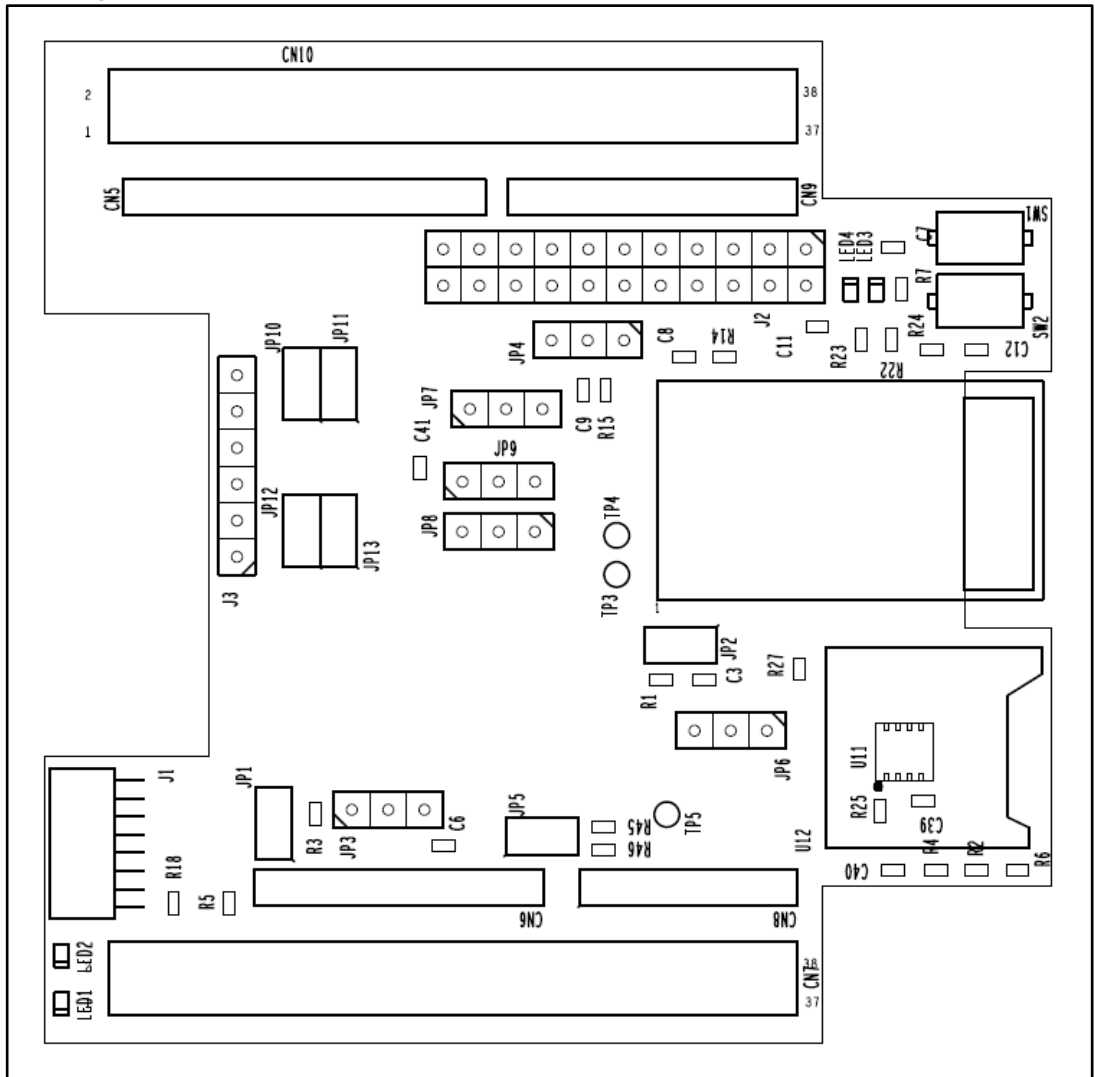 CN10
2
38
1
37
CN5
CN9
SW1
C7
LED4
LED3
R7
J2
SW2
R24
C11
R23
R22
C12
JP10
JP11
JP4
C8
R14
JP7
C41
C9
R15
JP9
JP12
JP8
TP4
JP13
J3
TP3
1
JP2
R27
R1
C3
JP6
U11
J1
JP1
JP5
R25
C39
R3
JP3
C6
R45
R46
TP5
U12
C40
R4
R2
R6
R18
R5
CN6
CN8
LED2
CN7
38
LED1
37